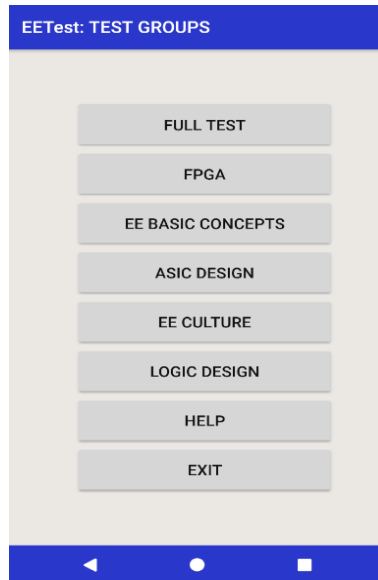 EETest: TEST GROUPS
FULL TEST
FPGA
EE BASIC CONCEPTS
ASIC DESIGN
EE CULTURE
LOGIC DESIGN
HELP
EXIT